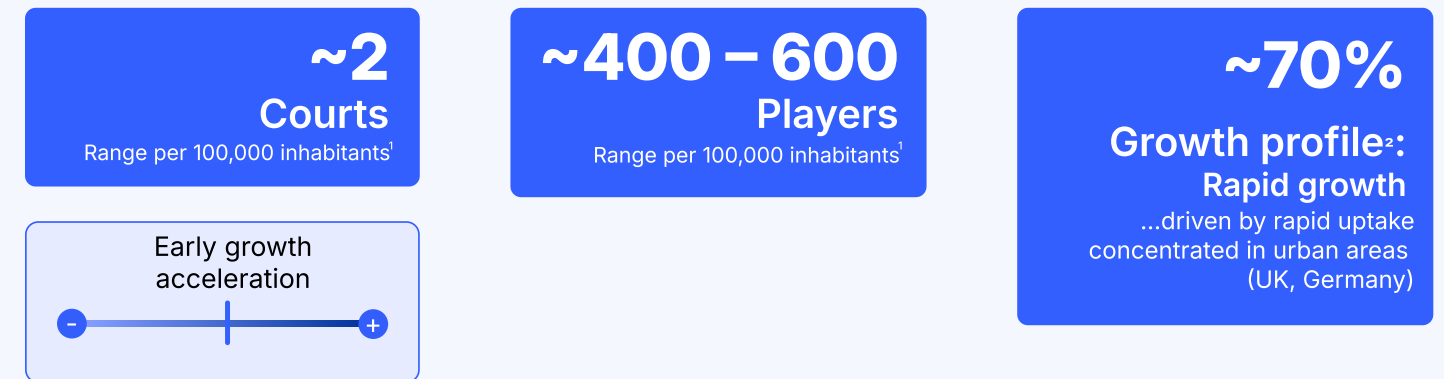 ~2
Courts
Range per 100,000 inhabitants¹
~400 – 600
Players
Range per 100,000 inhabitants¹
~70%
Growth profile²:
Rapid growth
...driven by rapid uptake
concentrated in urban areas
(UK, Germany)
Early growth
acceleration
- +